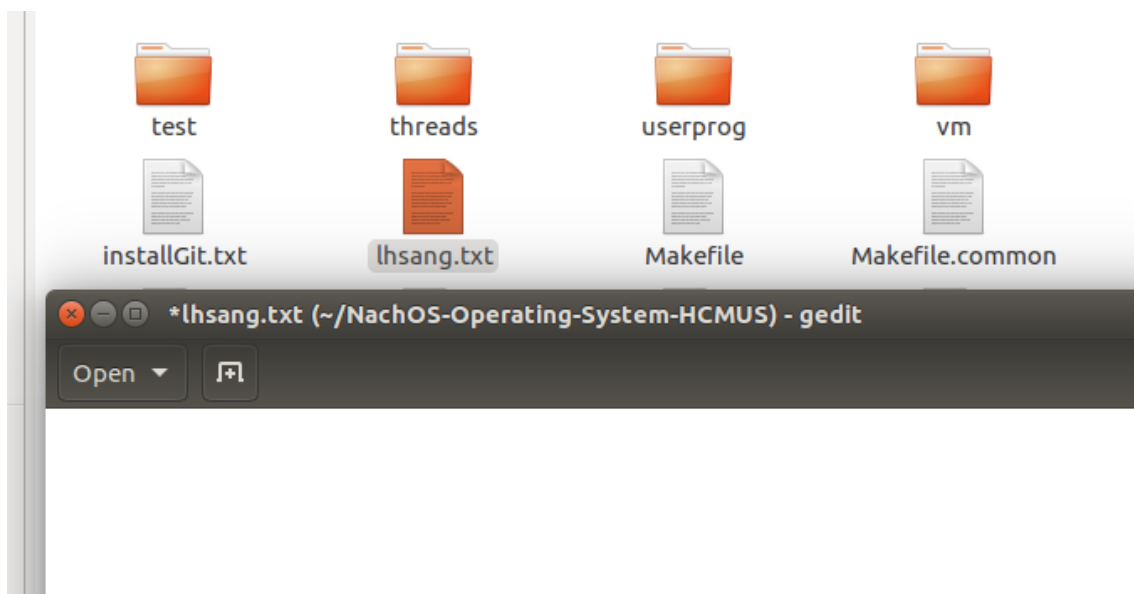 test threads userprog vm
installGit.txt lhsang.txt Makefile Makefile.common
*lhsang.txt (~/NachOS-Operating-System-HCMUS) - gedit
Open